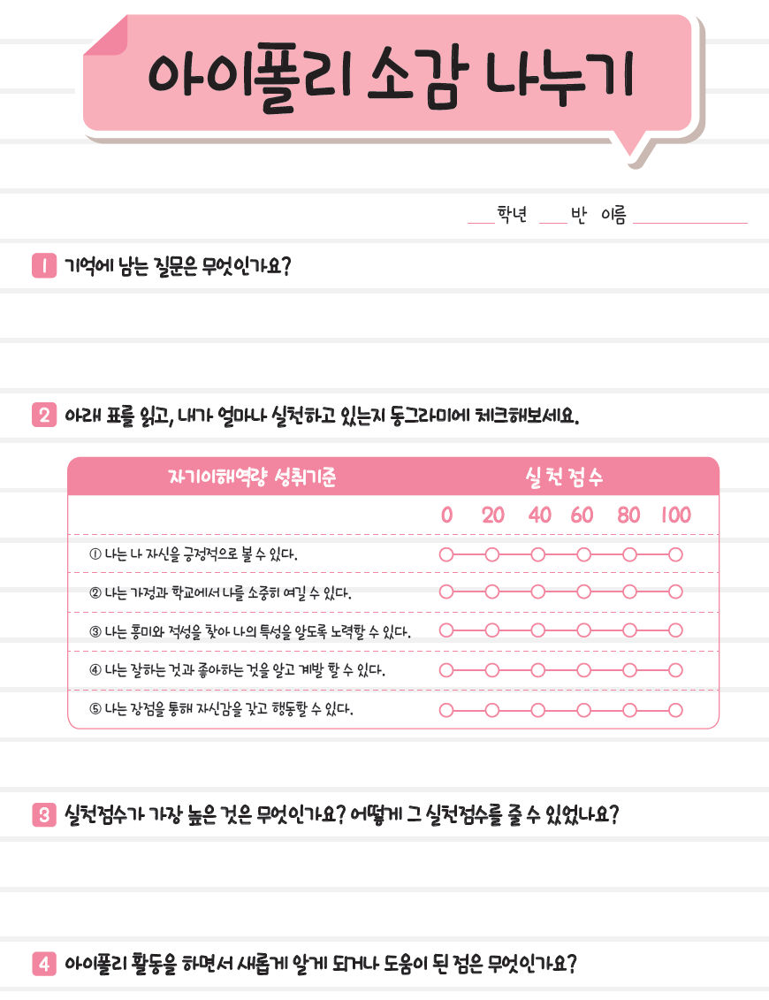 아이폴리 소감 나누기
___학년 ___반 이름 ____________
1 기억에 남는 질문은 무엇인가요?
2 아래 표를 읽고, 내가 얼마나 실천하고 있는지 동그라미에 체크해보세요.
자기이해역량 성취기준 실천점수
0 20 40 60 80 100
① 나는 나 자신을 긍정적으로 볼 수 있다.
② 나는 가정과 학교에서 나를 소중히 여길 수 있다.
③ 나는 흥미와 적성을 찾아 나의 특성을 알도록 노력할 수 있다.
④ 나는 잘하는 것과 좋아하는 것을 알고 계발 할 수 있다.
⑤ 나는 장점을 통해 자신감을 갖고 행동할 수 있다.
3 실천점수가 가장 높은 것은 무엇인가요? 어떻게 그 실천점수를 줄 수 있었나요?
4 아이폴리 활동을 하면서 새롭게 알게 되거나 도움이 된 점은 무엇인가요?